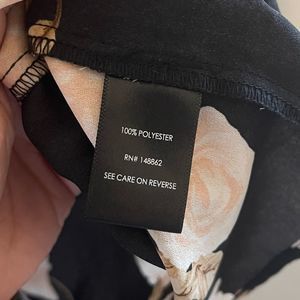 100% POLYESTER
RN# 148862
SEE CARE ON REVERSE